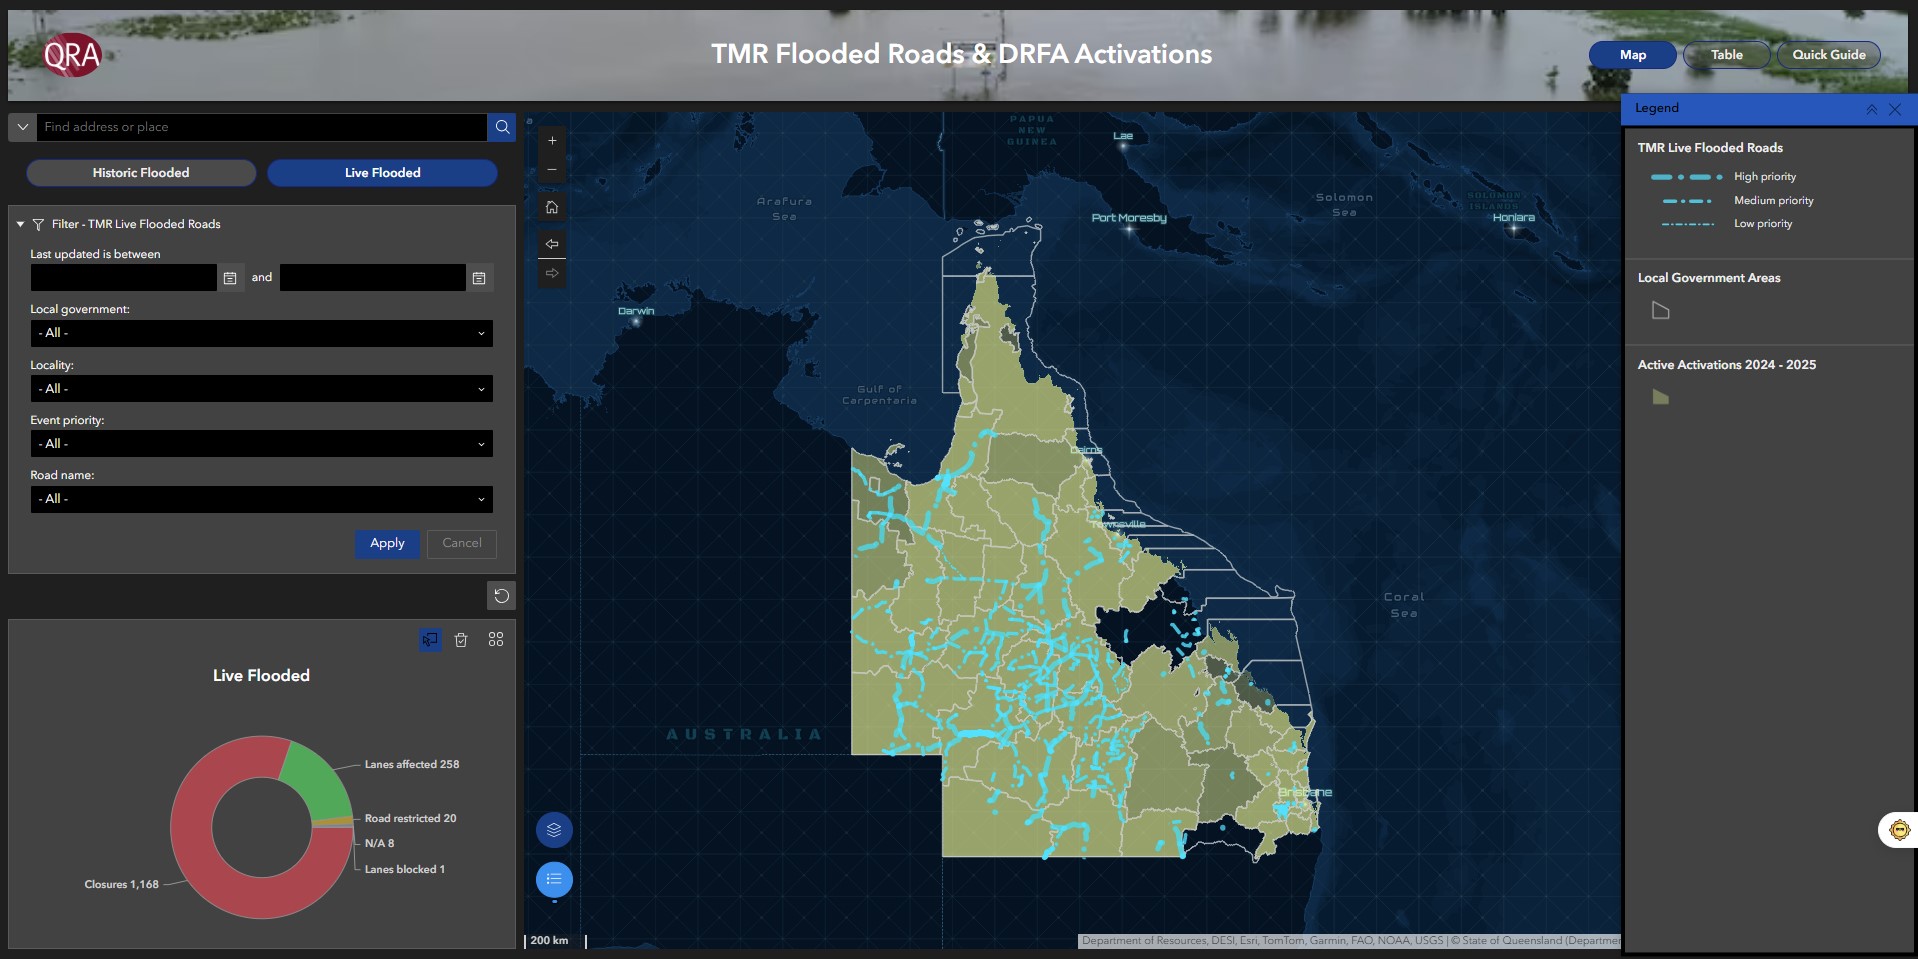 QRA
TMR Flooded Roads & DRFA Activations
Map
Table
Quick Guide
Find address or place
Historic Flooded
Live Flooded
Filter - TMR Live Flooded Roads
Last updated is between
and
Local government:
- All -
Locality:
- All -
Event priority:
- All -
Road name:
- All -
Apply
Cancel
Live Flooded
Lanes affected 258
Road restricted 20
N/A 8
Lanes blocked 1
Closures 1,168
+
−
PAPUA
NEW
GUINEA
Lae
Arafura
Sea
Port Moresby
Solomon
Sea
SOLOMON
ISLANDS
Honiara
Darwin
Gulf of
Carpentaria
Cairns
Townsville
Coral
Sea
AUSTRALIA
Brisbane
200 km
Department of Resources, DESI, Esri, TomTom, Garmin, FAO, NOAA, USGS | © State of Queensland (Departmen
Legend
TMR Live Flooded Roads
High priority
Medium priority
Low priority
Local Government Areas
Active Activations 2024 - 2025